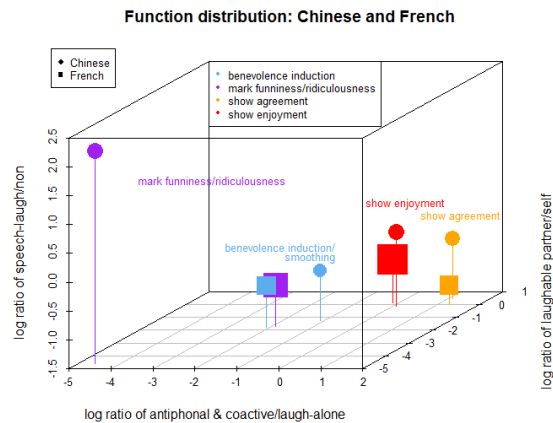 Function distribution: Chinese and French
Chinese
French
benevolence induction
mark funniness/ridiculousness
show agreement
show enjoyment
mark funniness/ridiculousness
show enjoyment
show agreement
benevolence induction/
smoothing
log ratio of speech-laugh/non
2.5
2.0
1.5
1.0
0.5
0.0
-0.5
-1.0
-1.5
-5
-4
-3
-2
-1
0
1
2
log ratio of antiphonal & coactive/laugh-alone
-5
-4
-3
-2
-1
0
1
log ratio of laughable partner/self